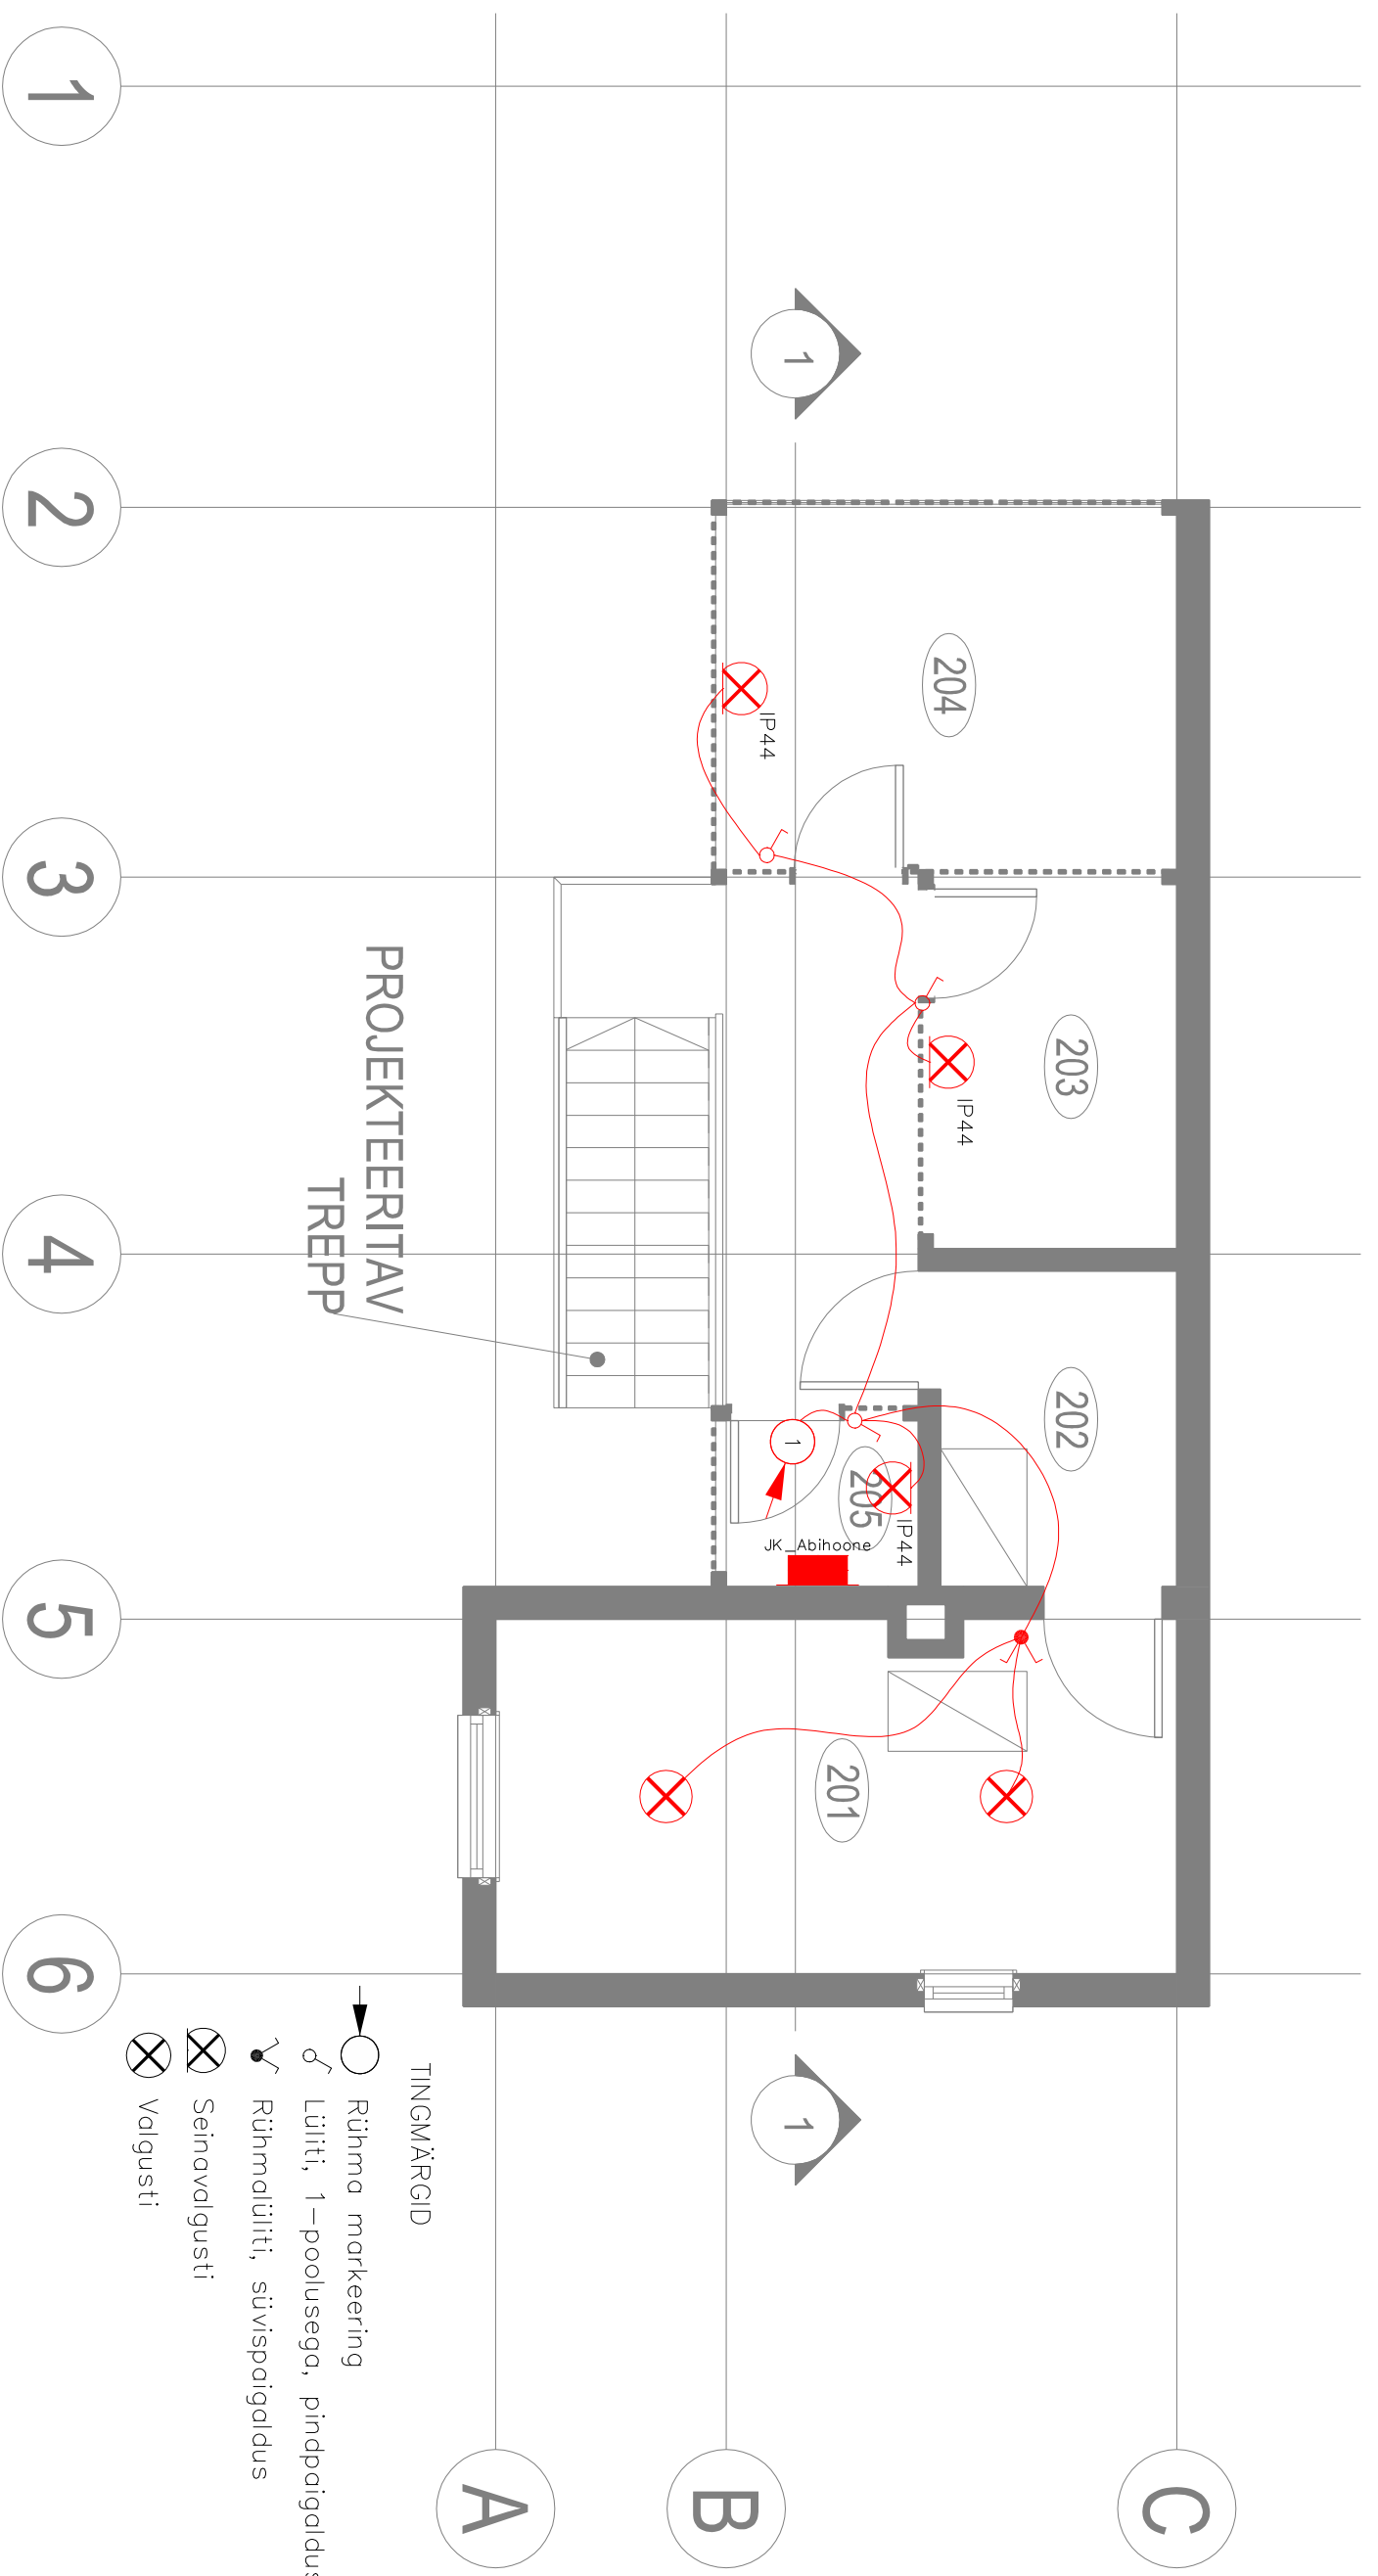 1
2
3
4
5
6
A
B
C
1
1
204
IP44
203
IP44
202
205
IP44
1
JK_Abihoone
201
PROJEKTEERITAV
TREPP
TINGMÄRGID
Rühma markeering
Lüliti, 1-poolusega, pindpaigaldus
Rühmalüliti, süvispaigaldus
Seinavalgusti
Valgusti